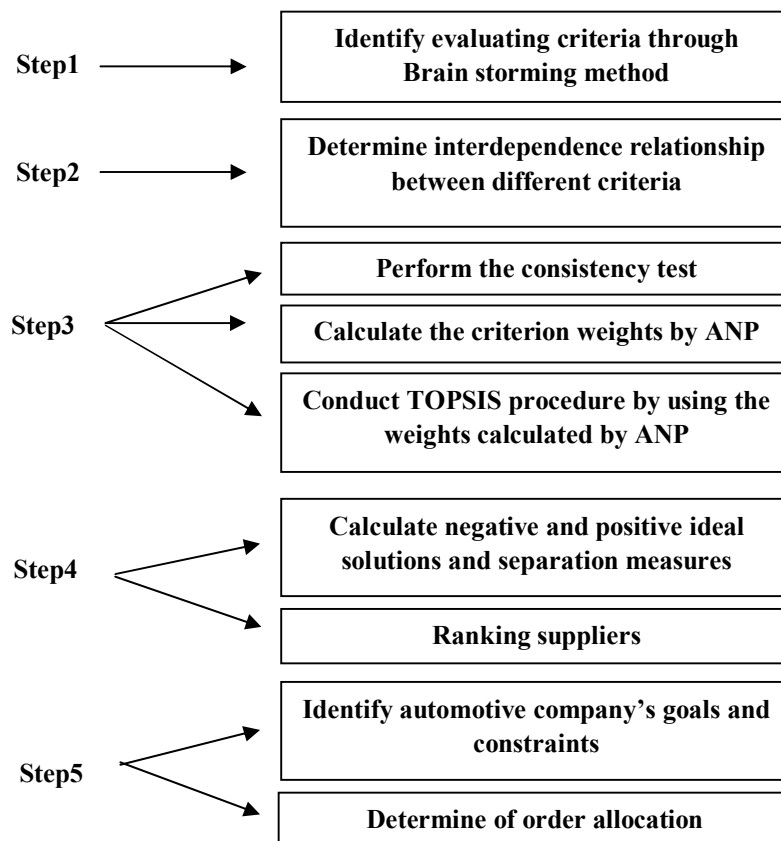 Step1
Identify evaluating criteria through
Brain storming method
Step2
Determine interdependence relationship
between different criteria
Step3
Perform the consistency test
Calculate the criterion weights by ANP
Conduct TOPSIS procedure by using the
weights calculated by ANP
Step4
Calculate negative and positive ideal
solutions and separation measures
Ranking suppliers
Step5
Identify automotive company’s goals and
constraints
Determine of order allocation